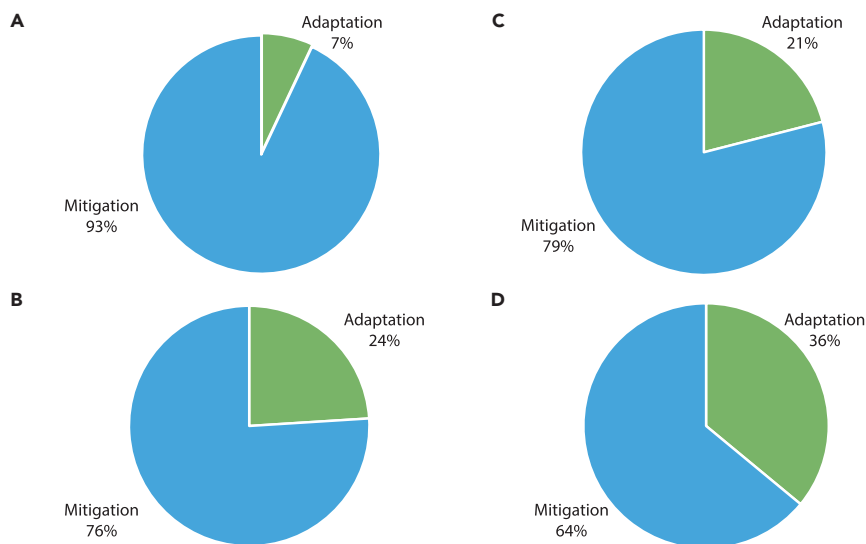 A
Adaptation
7%
Mitigation
93%
B
Adaptation
24%
Mitigation
76%
C
Adaptation
21%
Mitigation
79%
D
Adaptation
36%
Mitigation
64%